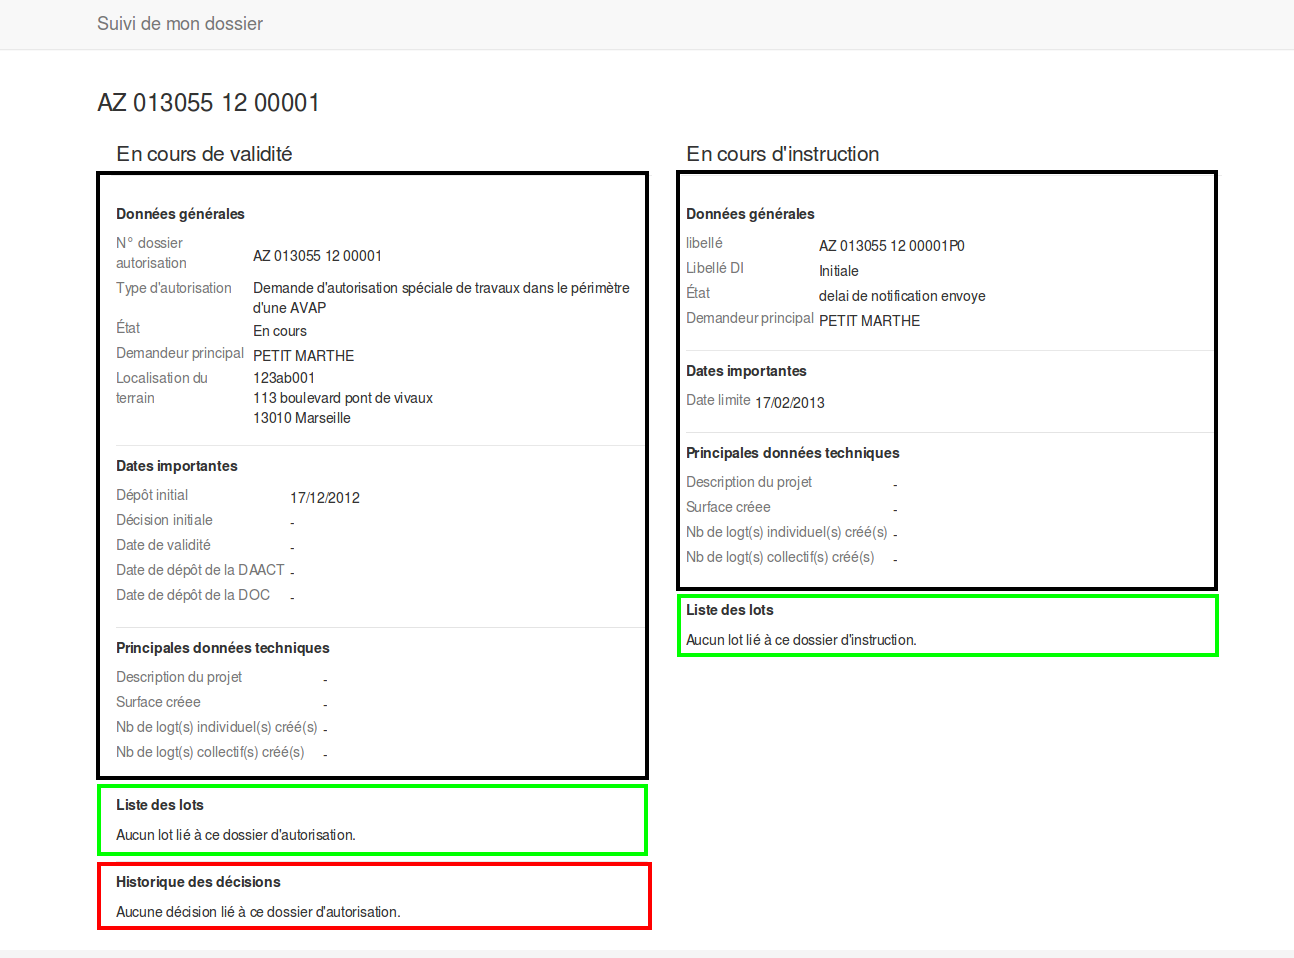 Suivi de mon dossier
AZ 013055 12 00001
En cours de validité
Données générales
N° dossier
autorisation
AZ 013055 12 00001
Type d'autorisation
Demande d'autorisation spéciale de travaux dans le périmètre
d'une AVAP
État
En cours
Demandeur principal
PETIT MARTHE
Localisation du
terrain
123ab001
113 boulevard pont de vivaux
13010 Marseille
Dates importantes
Dépôt initial 17/12/2012
Décision initiale -
Date de validité -
Date de dépôt de la DAACT -
Date de dépôt de la DOC -
Principales données techniques
Description du projet -
Surface créee -
Nb de logt(s) individuel(s) créé(s) -
Nb de logt(s) collectif(s) créé(s) -
Liste des lots
Aucun lot lié à ce dossier d'autorisation.
Historique des décisions
Aucune décision lié à ce dossier d'autorisation.
En cours d'instruction
Données générales
libellé AZ 013055 12 00001P0
Libellé DI Initiale
État delai de notification envoye
Demandeur principal PETIT MARTHE
Dates importantes
Date limite 17/02/2013
Principales données techniques
Description du projet -
Surface créee -
Nb de logt(s) individuel(s) créé(s) -
Nb de logt(s) collectif(s) créé(s) -
Liste des lots
Aucun lot lié à ce dossier d'instruction.